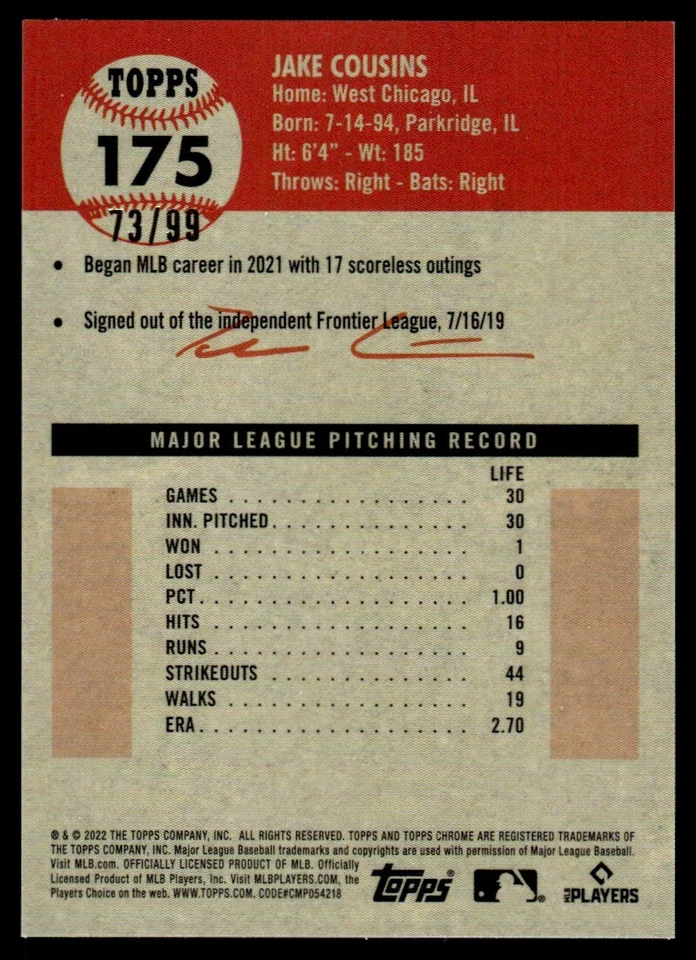 TOPPS
175
73/99
JAKE COUSINS
Home: West Chicago, IL
Born: 7-14-94, Parkridge, IL
Ht: 6'4" - Wt: 185
Throws: Right - Bats: Right
• Began MLB career in 2021 with 17 scoreless outings
• Signed out of the independent Frontier League, 7/16/19
MAJOR LEAGUE PITCHING RECORD
LIFE
GAMES . . . . . . . . . . . . . . . . . 30
INN. PITCHED. . . . . . . . . . . . . . 30
WON . . . . . . . . . . . . . . . . . . 1
LOST . . . . . . . . . . . . . . . . . . 0
PCT. . . . . . . . . . . . . . . . . . . 1.00
HITS . . . . . . . . . . . . . . . . . . 16
RUNS . . . . . . . . . . . . . . . . . . 9
STRIKEOUTS . . . . . . . . . . . . . . 44
WALKS . . . . . . . . . . . . . . . . . 19
ERA. . . . . . . . . . . . . . . . . . . 2.70
® & © 2022 THE TOPPS COMPANY, INC. ALL RIGHTS RESERVED. TOPPS AND TOPPS CHROME ARE REGISTERED TRADEMARKS OF
THE TOPPS COMPANY, INC. Major League Baseball trademarks and copyrights are used with permission of Major League Baseball.
Visit MLB.com. OFFICIALLY LICENSED PRODUCT OF MLB. Officially
Licensed Product of MLB Players, Inc. Visit MLBPLAYERS.COM, the
Players Choice on the web. WWW.TOPPS.COM. CODE#CMP054218
Topps
MLB PLAYERS